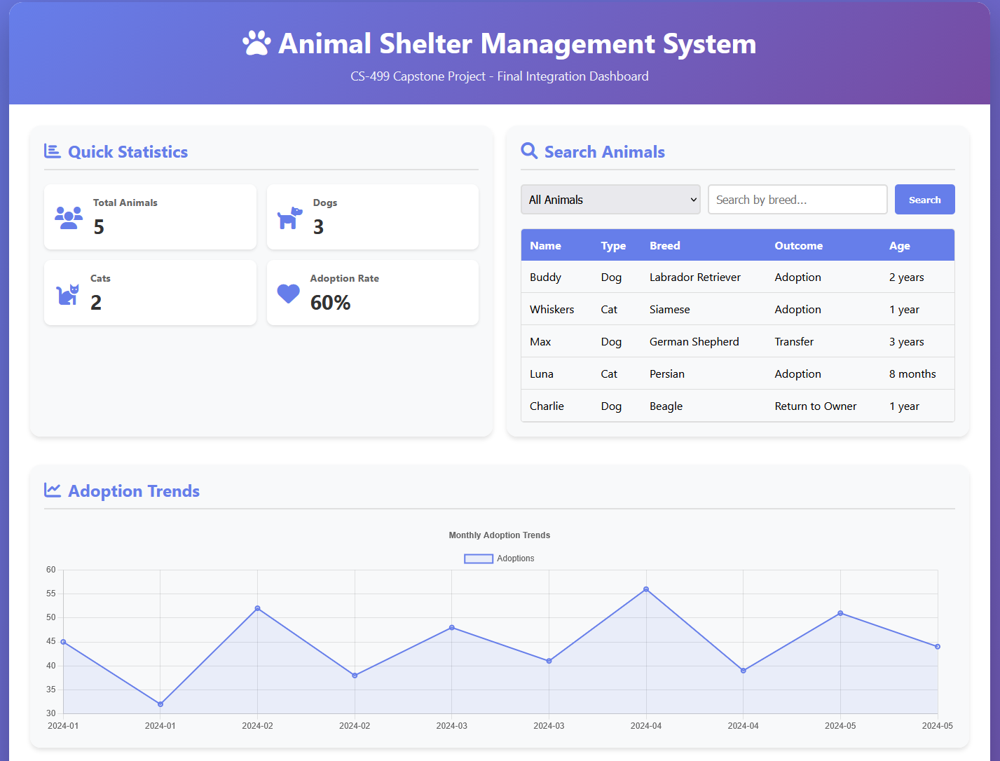 Animal Shelter Management System
CS-499 Capstone Project - Final Integration Dashboard
Quick Statistics
Total Animals
5
Dogs
3
Cats
2
Adoption Rate
60%
Search Animals
All Animals
Search by breed...
Search
Name Type Breed Outcome Age
Buddy Dog Labrador Retriever Adoption 2 years
Whiskers Cat Siamese Adoption 1 year
Max Dog German Shepherd Transfer 3 years
Luna Cat Persian Adoption 8 months
Charlie Dog Beagle Return to Owner 1 year
Adoption Trends
Monthly Adoption Trends
Adoptions
60
55
50
45
40
35
30
2024-01 2024-01 2024-02 2024-02 2024-03 2024-03 2024-04 2024-04 2024-05 2024-05